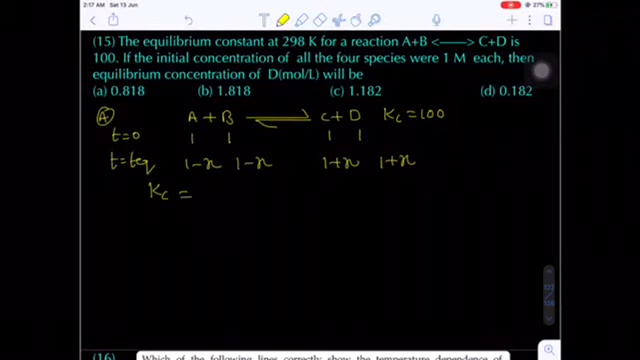 2:17 AM Sat 13 Jun 27%
(15) The equilibrium constant at 298 K for a reaction A+B <----> C+D is
100. If the initial concentration of all the four species were 1 M each, then
equilibrium concentration of D(mol/L) will be
(a) 0.818 (b) 1.818 (c) 1.182 (d) 0.182
(A) A + B ⇌ C + D Kc = 100
t=0 1 1 1 1
t=teq 1-x 1-x 1+x 1+x
Kc =
(16) Which of the following lines correctly show the temperature dependence of